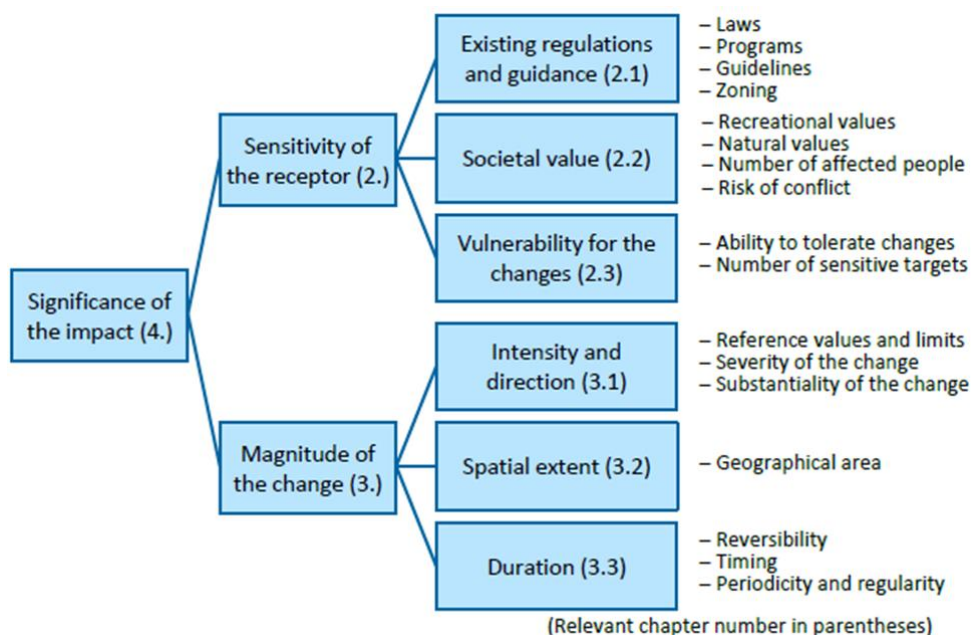 Significance of
the impact (4.)
Sensitivity of
the receptor (2.)
Existing regulations
and guidance (2.1)
– Laws
– Programs
– Guidelines
– Zoning
Societal value (2.2)
– Recreational values
– Natural values
– Number of affected people
– Risk of conflict
Vulnerability for the
changes (2.3)
– Ability to tolerate changes
– Number of sensitive targets
Magnitude of
the change (3.)
Intensity and
direction (3.1)
– Reference values and limits
– Severity of the change
– Substantiality of the change
Spatial extent (3.2)
– Geographical area
Duration (3.3)
– Reversibility
– Timing
– Periodicity and regularity
(Relevant chapter number in parentheses)